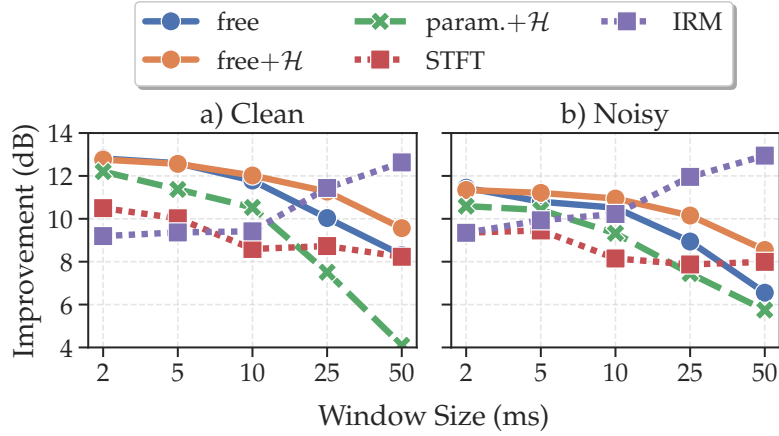 free
param.+ℋ
IRM
free+ℋ
STFT
a) Clean
b) Noisy
Improvement (dB)
14
12
10
8
6
4
2 5 10 25 50
2 5 10 25 50
Window Size (ms)